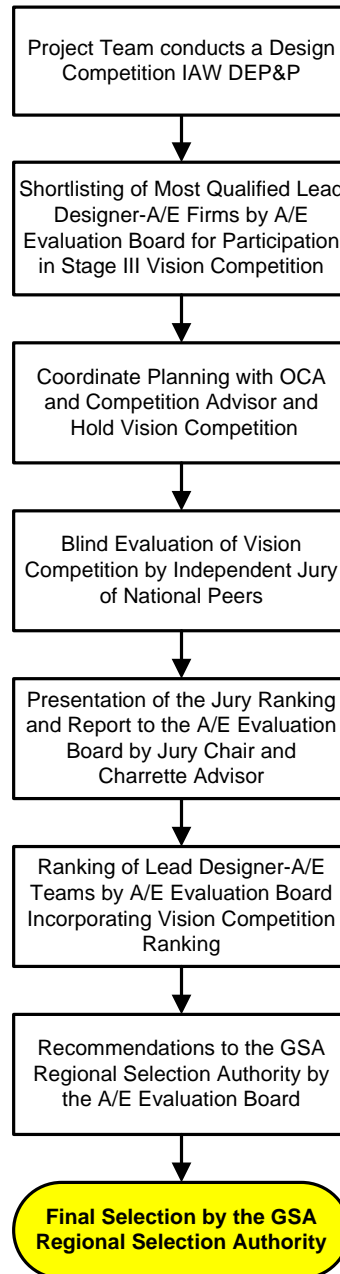 Project Team conducts a Design
Competition IAW DEP&P
Shortlisting of Most Qualified Lead
Designer-A/E Firms by A/E
Evaluation Board for Participation
in Stage III Vision Competition
Coordinate Planning with OCA
and Competition Advisor and
Hold Vision Competition
Blind Evaluation of Vision
Competition by Independent Jury
of National Peers
Presentation of the Jury Ranking
and Report to the A/E Evaluation
Board by Jury Chair and
Charrette Advisor
Ranking of Lead Designer-A/E
Teams by A/E Evaluation Board
Incorporating Vision Competition
Ranking
Recommendations to the GSA
Regional Selection Authority by
the A/E Evaluation Board
Final Selection by the GSA
Regional Selection Authority